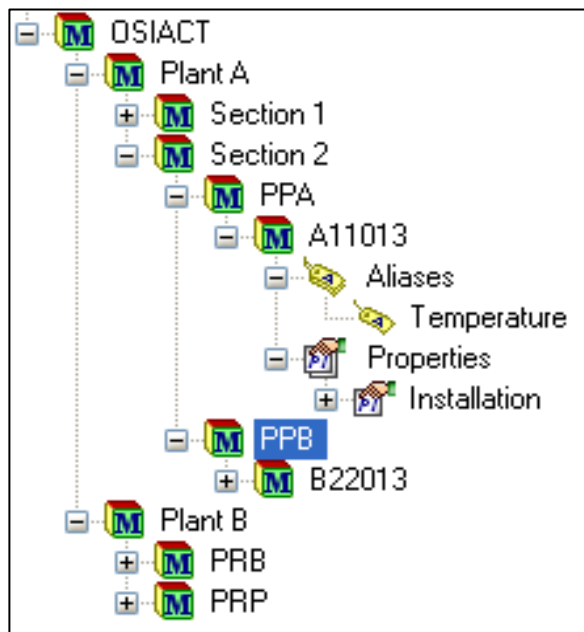 OSIACT
Plant A
Section 1
Section 2
PPA
A11013
Aliases
Temperature
Properties
Installation
PPB
B22013
Plant B
PRB
PRP